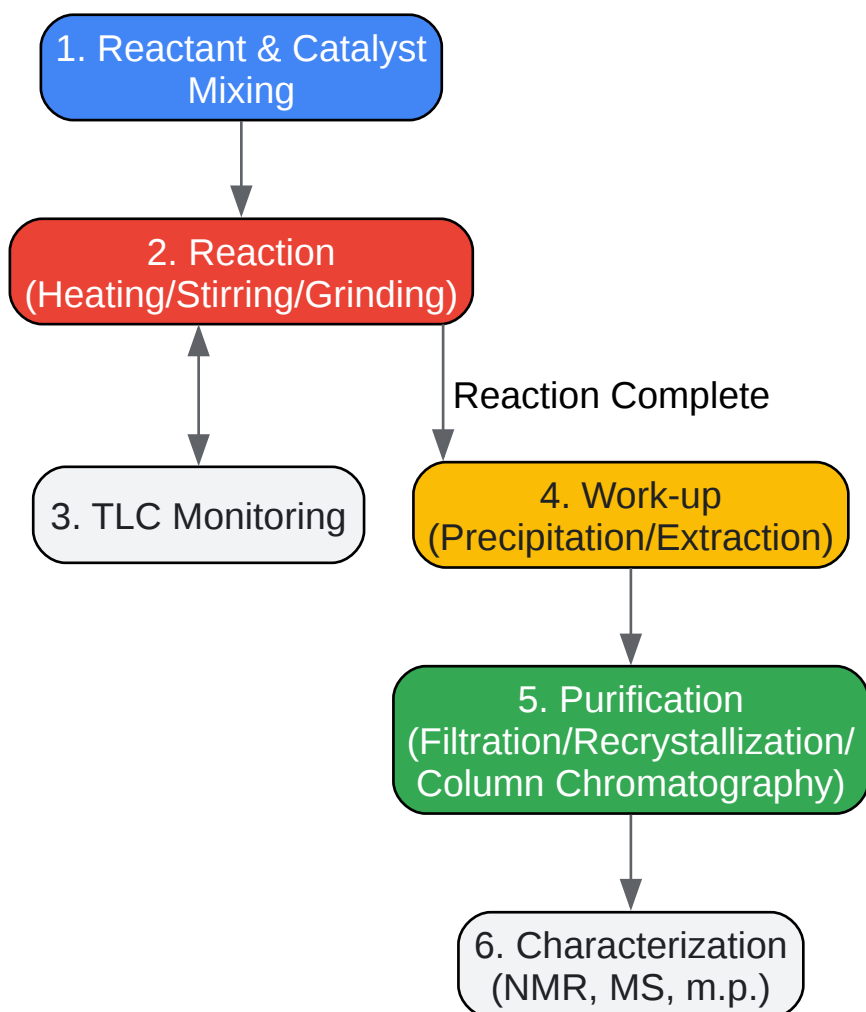 1. Reactant & Catalyst
Mixing
2. Reaction
(Heating/Stirring/Grinding)
Reaction Complete
3. TLC Monitoring
4. Work-up
(Precipitation/Extraction)
5. Purification
(Filtration/Recrystallization/
Column Chromatography)
6. Characterization
(NMR, MS, m.p.)